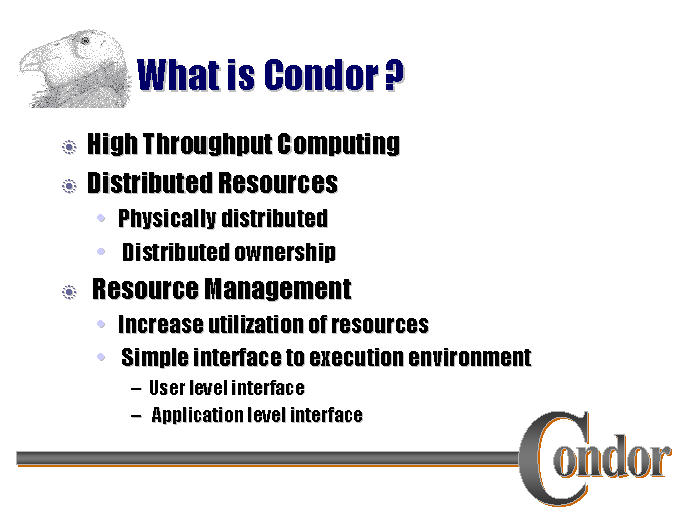 What is Condor ?
High Throughput Computing
Distributed Resources
• Physically distributed
• Distributed ownership
Resource Management
• Increase utilization of resources
• Simple interface to execution environment
– User level interface
– Application level interface
Condor